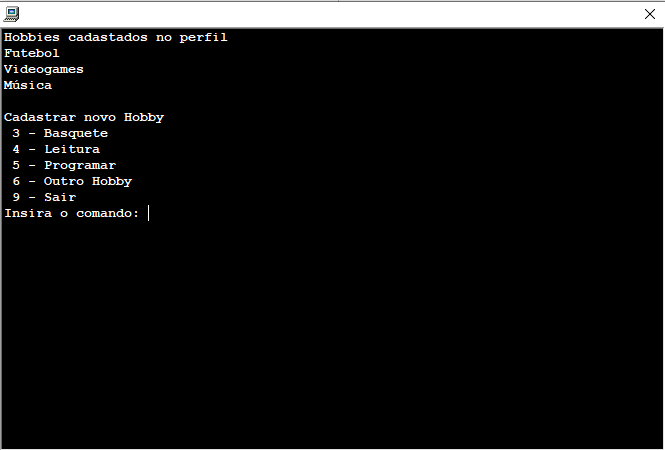 Hobbies cadastados no perfil
Futebol
Videogames
Música
Cadastrar novo Hobby
3 - Basquete
4 - Leitura
5 - Programar
6 - Outro Hobby
9 - Sair
Insira o comando: